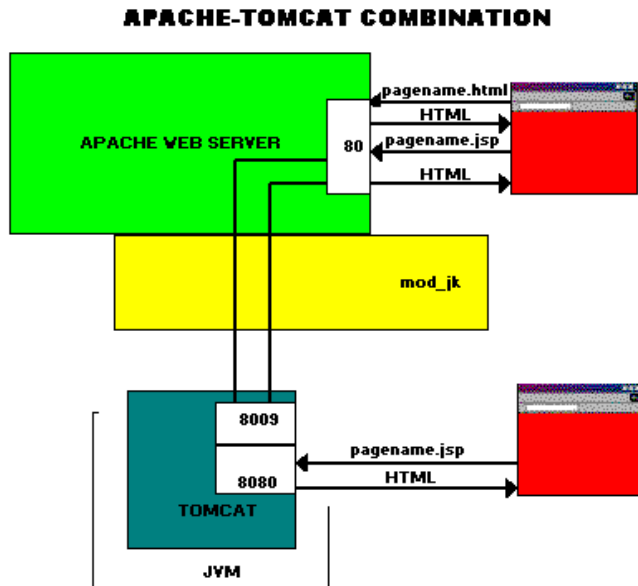 APACHE-TOMCAT COMBINATION
pagename.html
HTML
APACHE WEB SERVER
80
pagename.jsp
HTML
mod_jk
8009
pagename.jsp
8080
HTML
TOMCAT
JVM